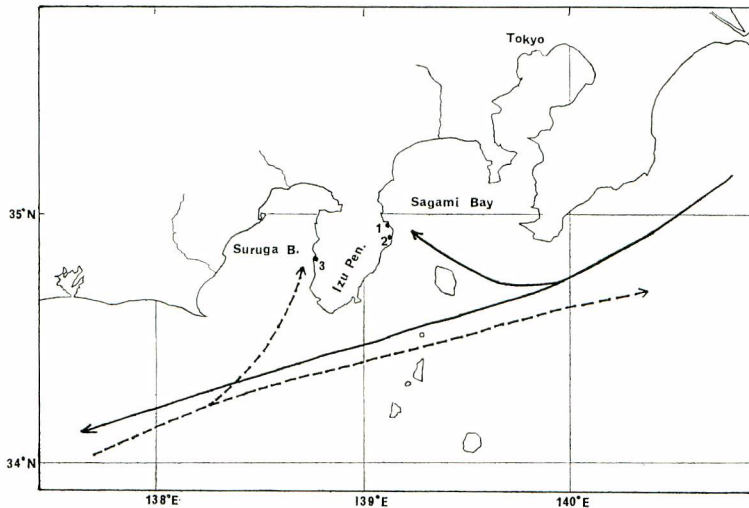 Tokyo
Sagami Bay
35°N
1
2
Suruga B.
Izu Pen.
3
34°N
138°E
139°E
140°E